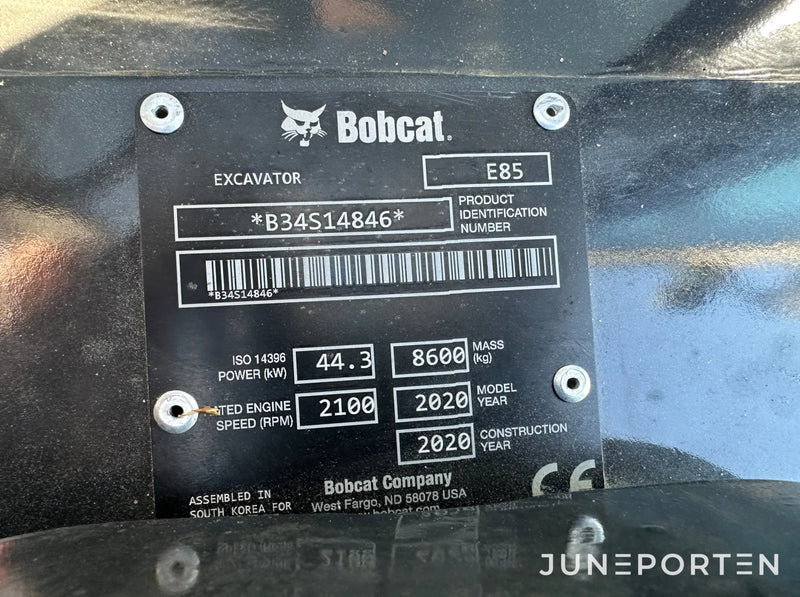 Bobcat.
EXCAVATOR E85
*B34S14846*
PRODUCT
IDENTIFICATION
NUMBER
*B34S14846*
ISO 14396
POWER (kW)
44.3
8600
MASS
(kg)
ENGINE
SPEED (RPM)
2100
2020
MODEL
YEAR
2020
CONSTRUCTION
YEAR
Bobcat Company
West Fargo, ND 58078 USA
ASSEMBLED IN
SOUTH KOREA FOR
CE
JUNEPORTEN